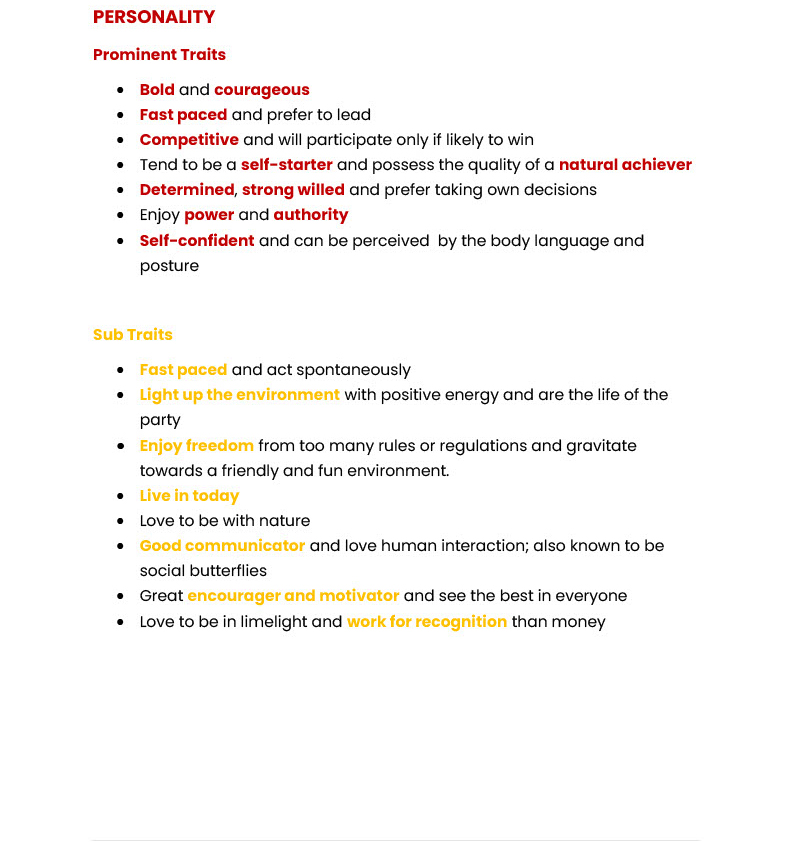 PERSONALITY
Prominent Traits
• Bold and courageous
• Fast paced and prefer to lead
• Competitive and will participate only if likely to win
• Tend to be a self-starter and possess the quality of a natural achiever
• Determined, strong willed and prefer taking own decisions
• Enjoy power and authority
• Self-confident and can be perceived  by the body language and
posture
Sub Traits
• Fast paced and act spontaneously
• Light up the environment with positive energy and are the life of the
party
• Enjoy freedom from too many rules or regulations and gravitate
towards a friendly and fun environment.
• Live in today
• Love to be with nature
• Good communicator and love human interaction; also known to be
social butterflies
• Great encourager and motivator and see the best in everyone
• Love to be in limelight and work for recognition than money